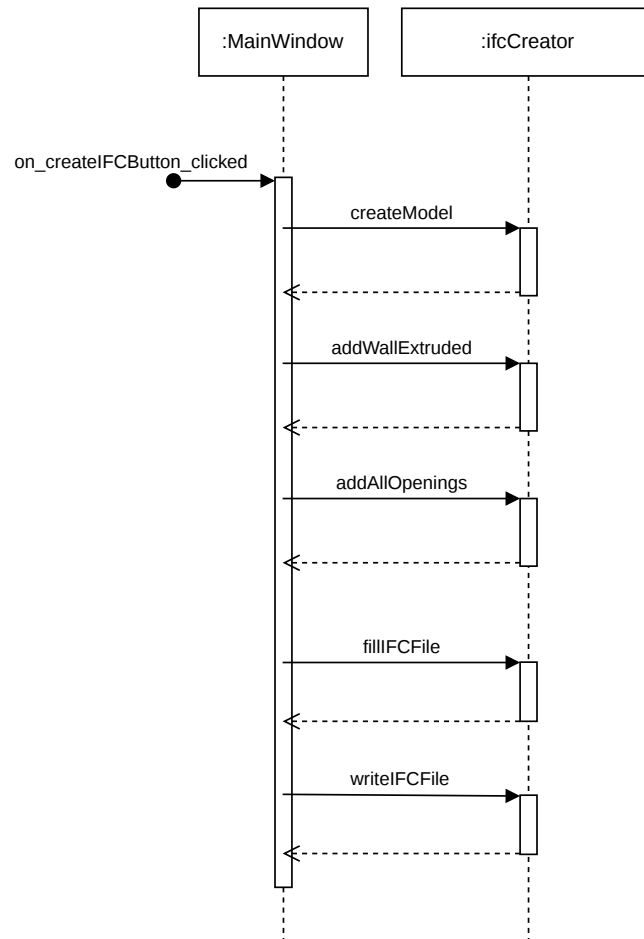 :MainWindow
:ifcCreator
on_createIFCButton_clicked
createModel
addWallExtruded
addAllOpenings
fillIFCFile
writeIFCFile